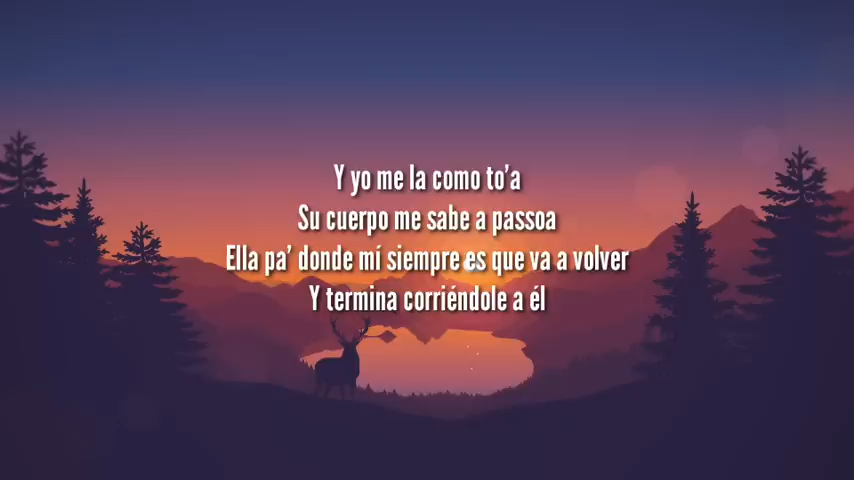 Y yo me la como to’a
Su cuerpo me sabe a passoa
Ella pa’ donde mí siempre es que va a volver
Y termina corriéndole a él